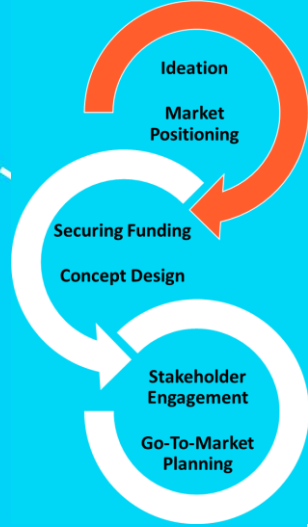 Ideation
Market
Positioning
Securing Funding
Concept Design
Stakeholder
Engagement
Go-To-Market
Planning